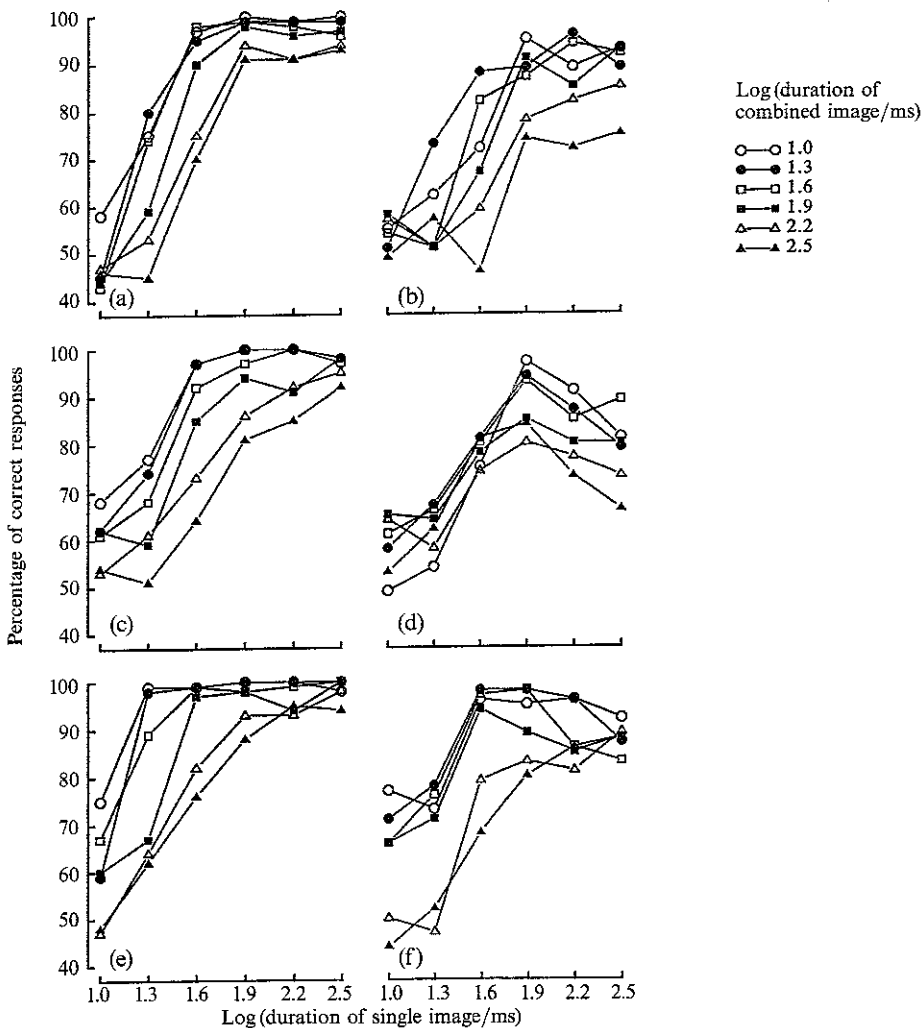 100
90
80
70
60
50
40
(a)
(b)
Log (duration of
combined image/ms)
1.0
1.3
1.6
1.9
2.2
2.5
Percentage of correct responses
100
90
80
70
60
50
40
(c)
(d)
100
90
80
70
60
50
40
(e)
(f)
1.0 1.3 1.6 1.9 2.2 2.5
1.0 1.3 1.6 1.9 2.2 2.5
Log (duration of single image/ms)